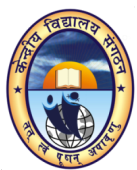 केन्द्रीय विद्यालय संगठन
तत् त्वं पूषन् अपावृणु